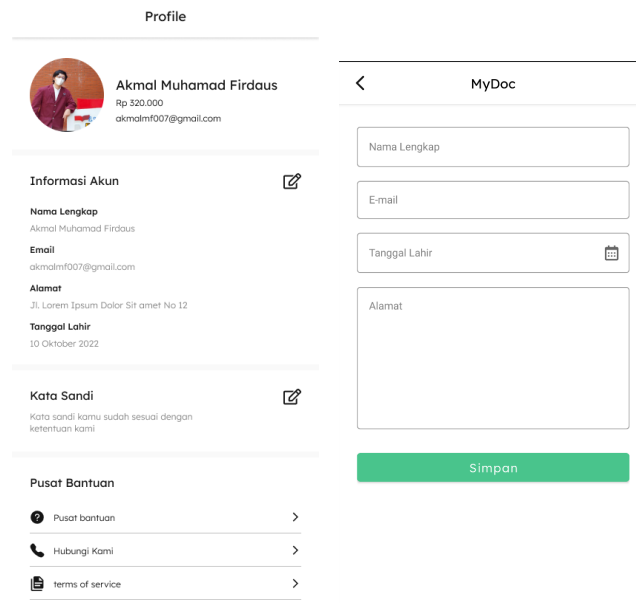 Profile
Akmal Muhamad Firdaus
Rp 320.000
akmalmf007@gmail.com
Informasi Akun
Nama Lengkap
Akmal Muhamad Firdaus
Email
akmalmf007@gmail.com
Alamat
Jl. Lorem Ipsum Dolor Sit amet No 12
Tanggal Lahir
10 Oktober 2022
Kata Sandi
Kata sandi kamu sudah sesuai dengan
ketentuan kami
Pusat Bantuan
Pusat bantuan
Hubungi Kami
terms of service
MyDoc
Nama Lengkap
E-mail
Tanggal Lahir
Alamat
Simpan